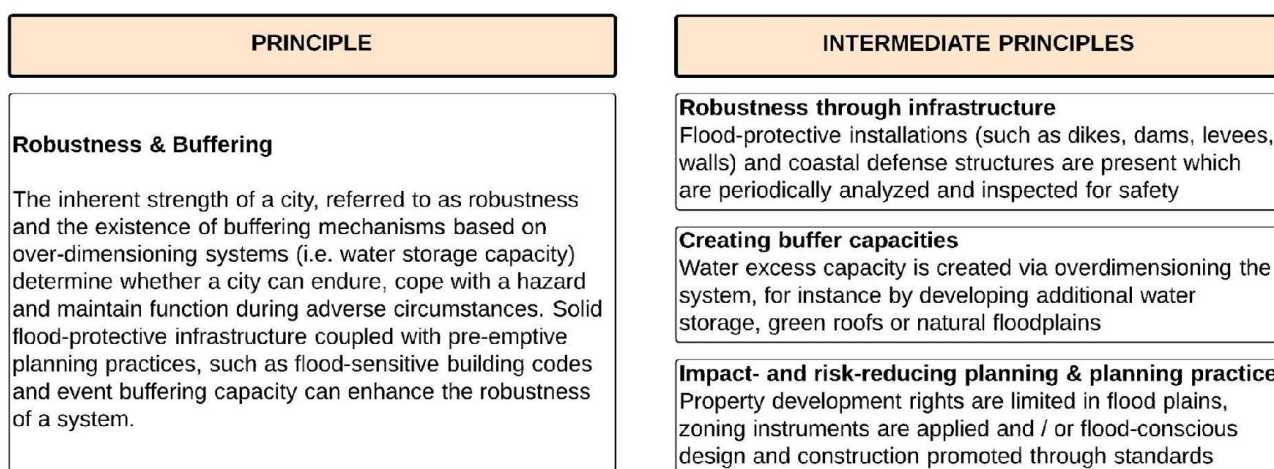 PRINCIPLE
Robustness & Buffering
The inherent strength of a city, referred to as robustness
and the existence of buffering mechanisms based on
over-dimensioning systems (i.e. water storage capacity)
determine whether a city can endure, cope with a hazard
and maintain function during adverse circumstances. Solid
flood-protective infrastructure coupled with pre-emptive
planning practices, such as flood-sensitive building codes
and event buffering capacity can enhance the robustness
of a system.
INTERMEDIATE PRINCIPLES
Robustness through infrastructure
Flood-protective installations (such as dikes, dams, levees,
walls) and coastal defense structures are present which
are periodically analyzed and inspected for safety
Creating buffer capacities
Water excess capacity is created via overdimensioning the
system, for instance by developing additional water
storage, green roofs or natural floodplains
Impact- and risk-reducing planning & planning practice
Property development rights are limited in flood plains,
zoning instruments are applied and / or flood-conscious
design and construction promoted through standards